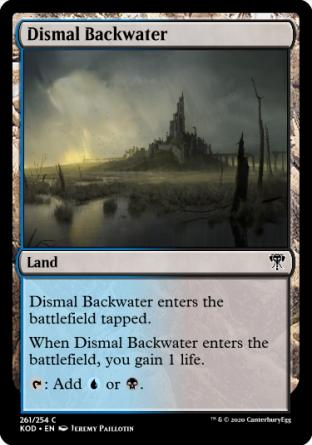 Dismal Backwater
Land
Dismal Backwater enters the
battlefield tapped.
When Dismal Backwater enters the
battlefield, you gain 1 life.
: Add or .
261/254 C
KOD • EN Jeremy Paillotin
™ & © 2020 CanterburyEgg